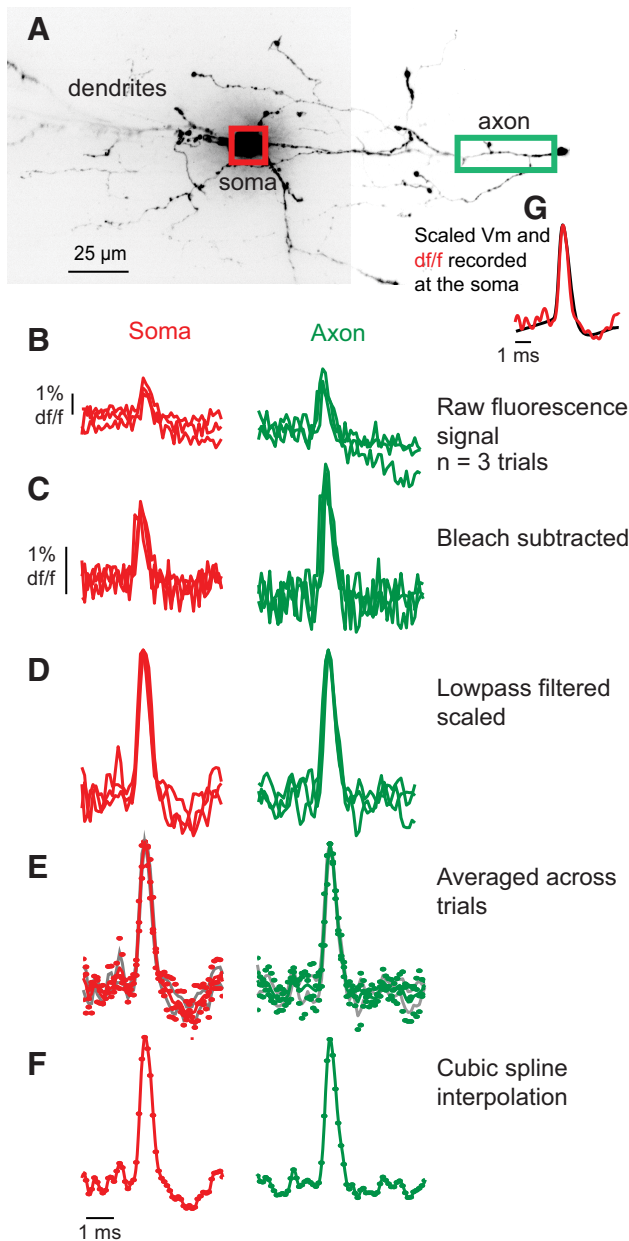 A
dendrites
axon
soma
25 µm
G
Scaled Vm and
df/f recorded
at the soma
1 ms
Soma
Axon
B
1%
df/f
Raw fluorescence
signal
n = 3 trials
C
1%
df/f
Bleach subtracted
D
Lowpass filtered
scaled
E
Averaged across
trials
F
Cubic spline
interpolation
1 ms